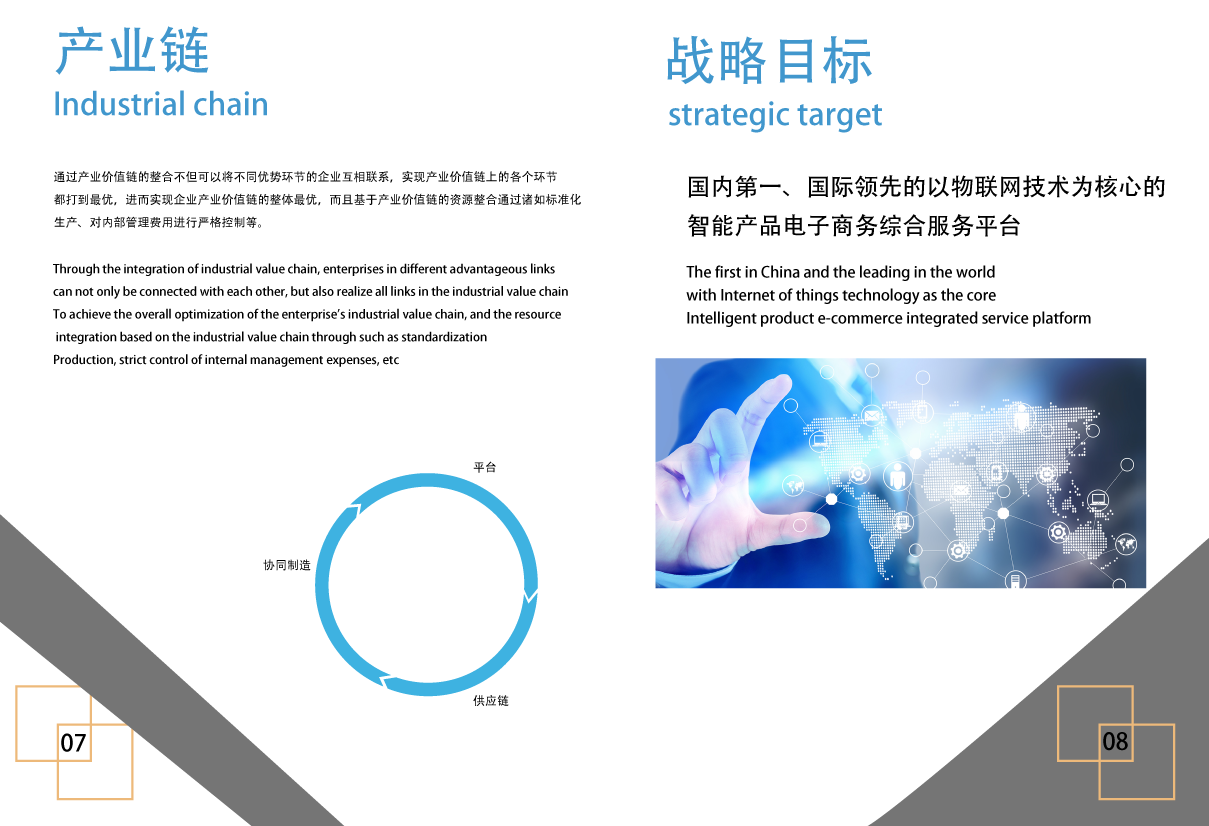 产业链
Industrial chain
通过产业价值链的整合不但可以将不同优势环节的企业互相联系，实现产业价值链上的各个环节
都打到最优，进而实现企业产业价值链的整体最优，而且基于产业价值链的资源整合通过诸如标准化
生产、对内部管理费用进行严格控制等。
Through the integration of industrial value chain, enterprises in different advantageous links
can not only be connected with each other, but also realize all links in the industrial value chain
To achieve the overall optimization of the enterprise's industrial value chain, and the resource
integration based on the industrial value chain through such as standardization
Production, strict control of internal management expenses, etc
平台
协同制造
供应链
07
战略目标
strategic target
国内第一、国际领先的以物联网技术为核心的
智能产品电子商务综合服务平台
The first in China and the leading in the world
with Internet of things technology as the core
Intelligent product e-commerce integrated service platform
08